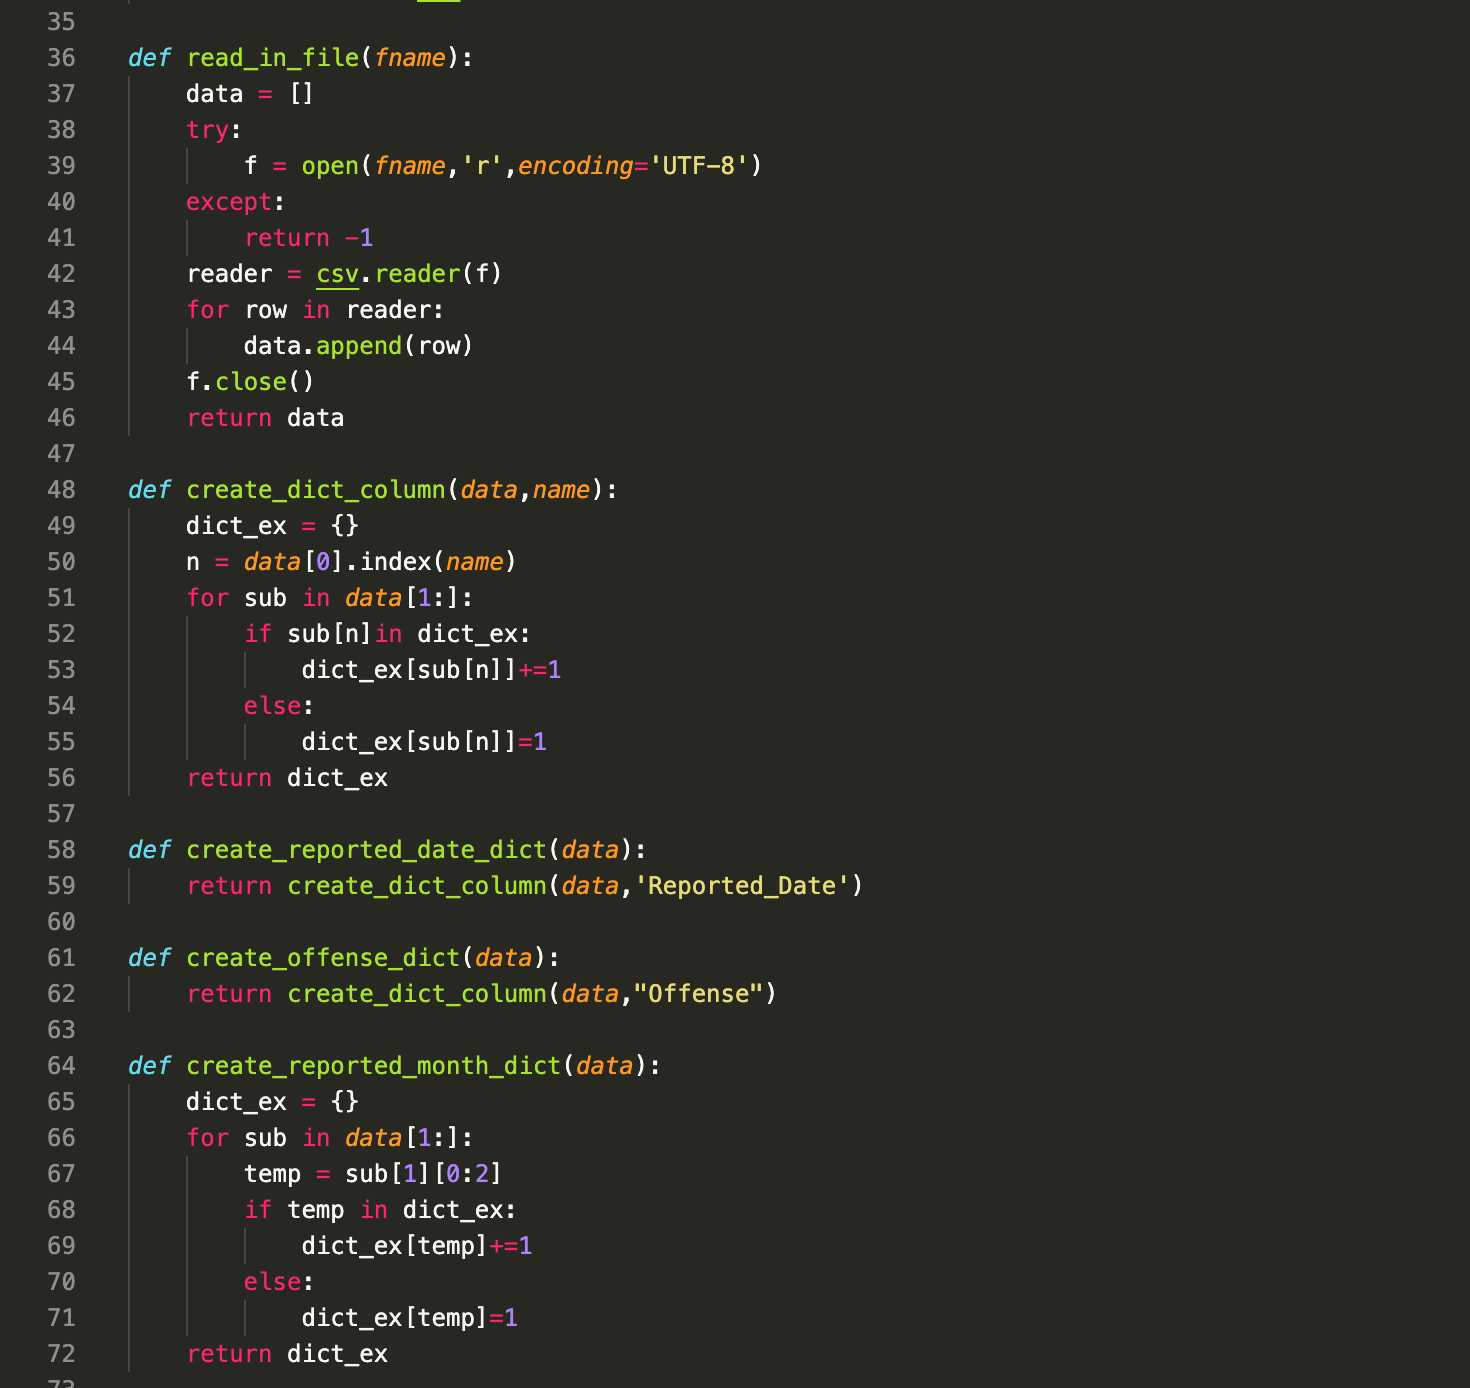 35
36 def read_in_file(fname):
37     data = []
38     try:
39         f = open(fname,'r',encoding='UTF-8')
40     except:
41         return -1
42     reader = csv.reader(f)
43     for row in reader:
44         data.append(row)
45     f.close()
46     return data
47
48 def create_dict_column(data,name):
49     dict_ex = {}
50     n = data[0].index(name)
51     for sub in data[1:]:
52         if sub[n]in dict_ex:
53             dict_ex[sub[n]]+=1
54         else:
55             dict_ex[sub[n]]=1
56     return dict_ex
57
58 def create_reported_date_dict(data):
59     return create_dict_column(data,'Reported_Date')
60
61 def create_offense_dict(data):
62     return create_dict_column(data,"Offense")
63
64 def create_reported_month_dict(data):
65     dict_ex = {}
66     for sub in data[1:]:
67         temp = sub[1][0:2]
68         if temp in dict_ex:
69             dict_ex[temp]+=1
70         else:
71             dict_ex[temp]=1
72     return dict_ex
73